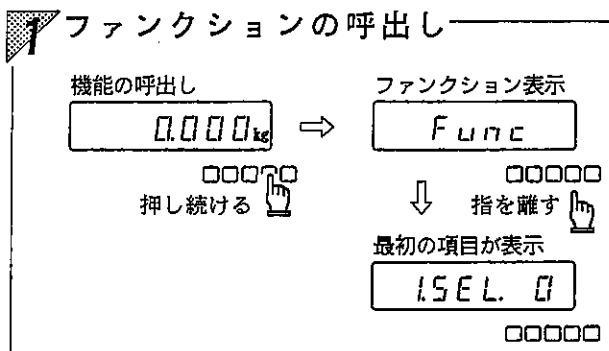 1 ファンクションの呼出し
機能の呼出し
0.000kg
押し続ける
ファンクション表示
Func
指を離す
最初の項目が表示
1.SEL. 0